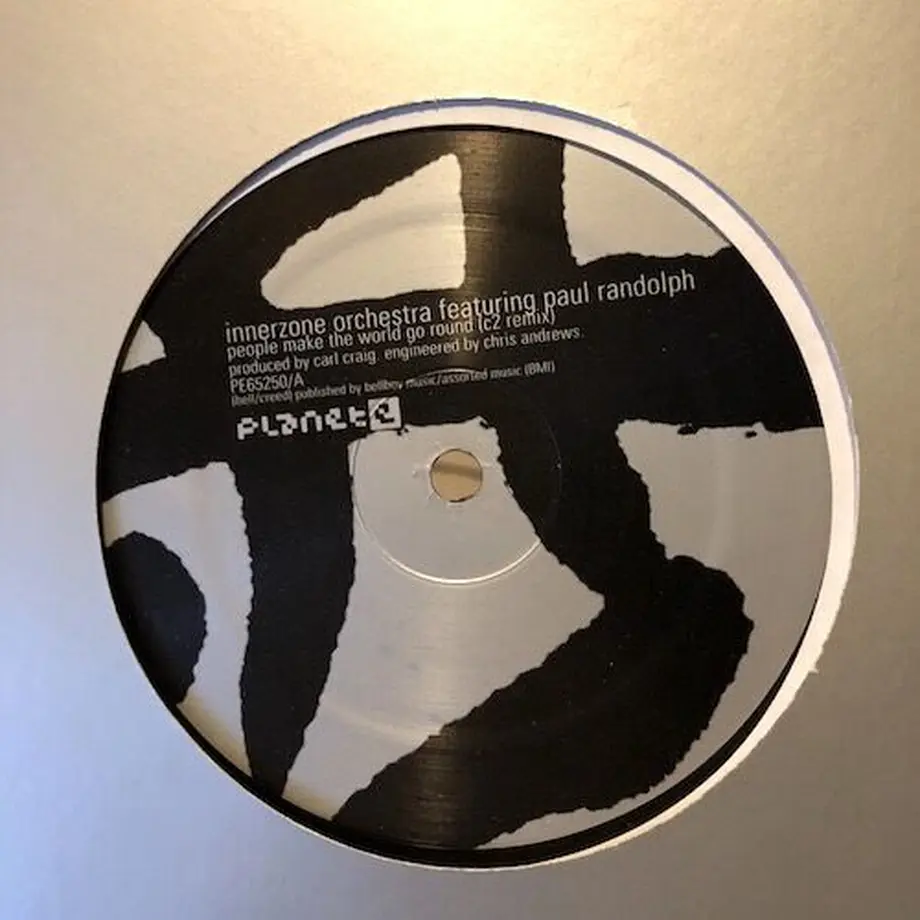 innerzone orchestra featuring paul randolph
people make the world go round (c2 remix)
produced by carl craig. engineered by chris andrews.
PE65250/A
(bell/creed) published by bellboy music/assorted music (BMI)
planet e